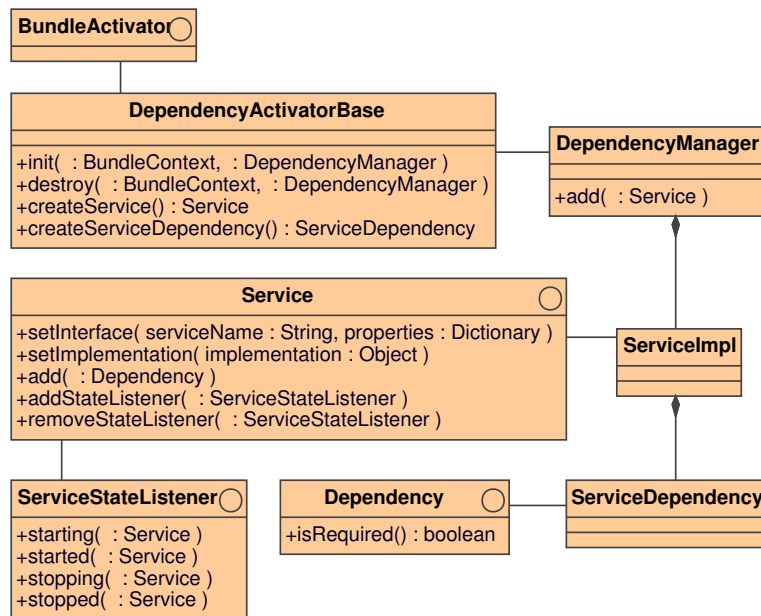 BundleActivator
DependencyActivatorBase
+init( : BundleContext, : DependencyManager )
+destroy( : BundleContext, : DependencyManager )
+createService() : Service
+createServiceDependency() : ServiceDependency
DependencyManager
+add( : Service )
Service
+setInterface( serviceName : String, properties : Dictionary )
+setImplementation( implementation : Object )
+add( : Dependency )
+addStateListener( : ServiceStateListener )
+removeStateListener( : ServiceStateListener )
ServiceImpl
ServiceStateListener
+starting( : Service )
+started( : Service )
+stopping( : Service )
+stopped( : Service )
Dependency
+isRequired() : boolean
ServiceDependency